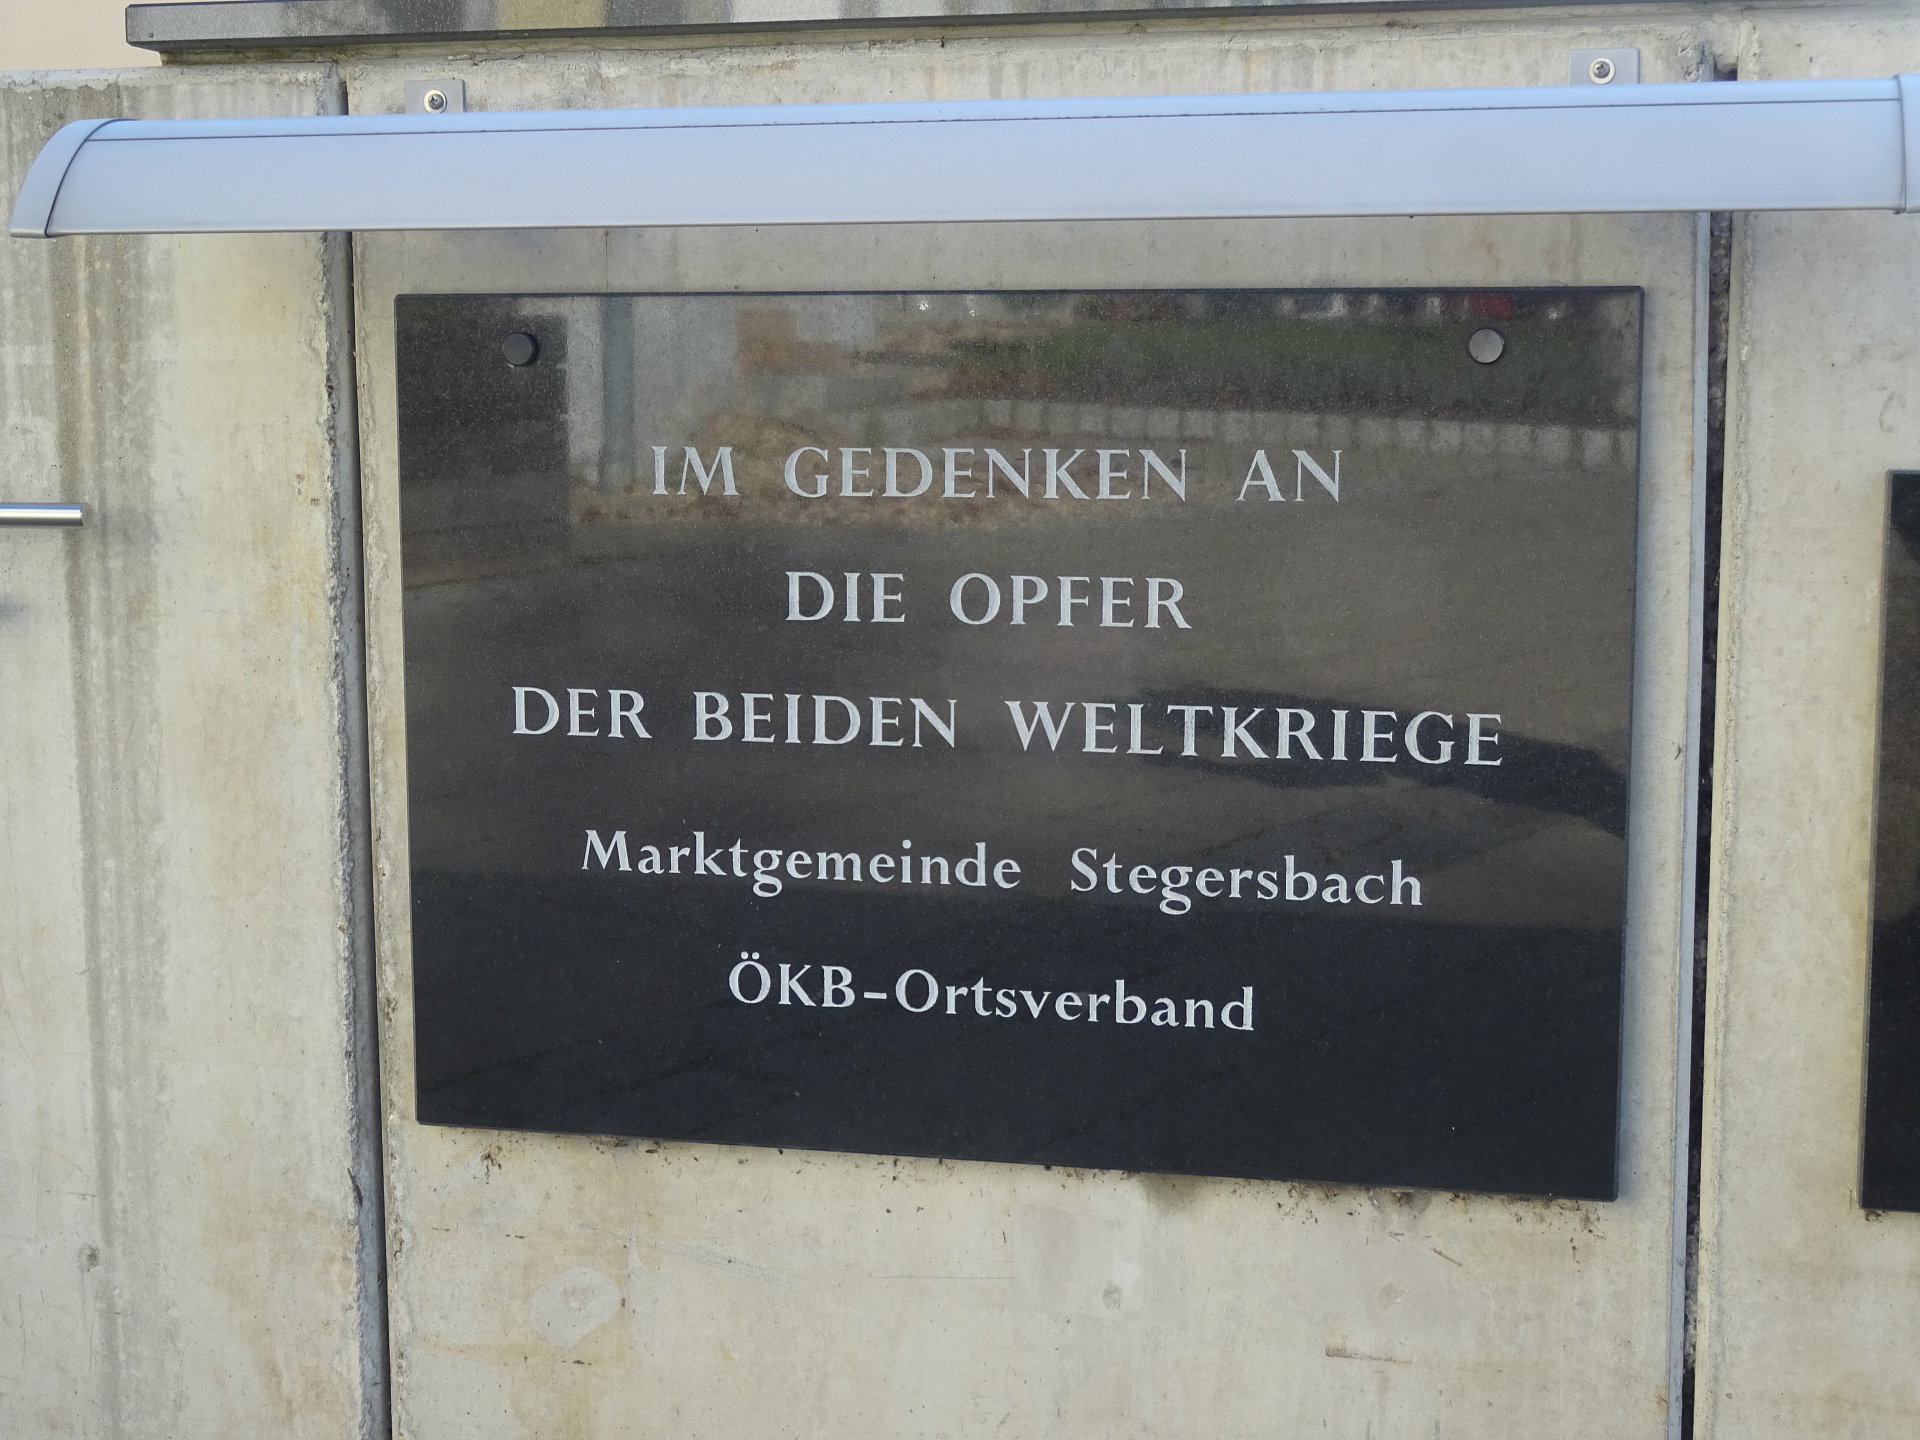 IM GEDENKEN AN
DIE OPFER
DER BEIDEN WELTKRIEGE
Marktgemeinde Stegersbach
ÖKB-Ortsverband